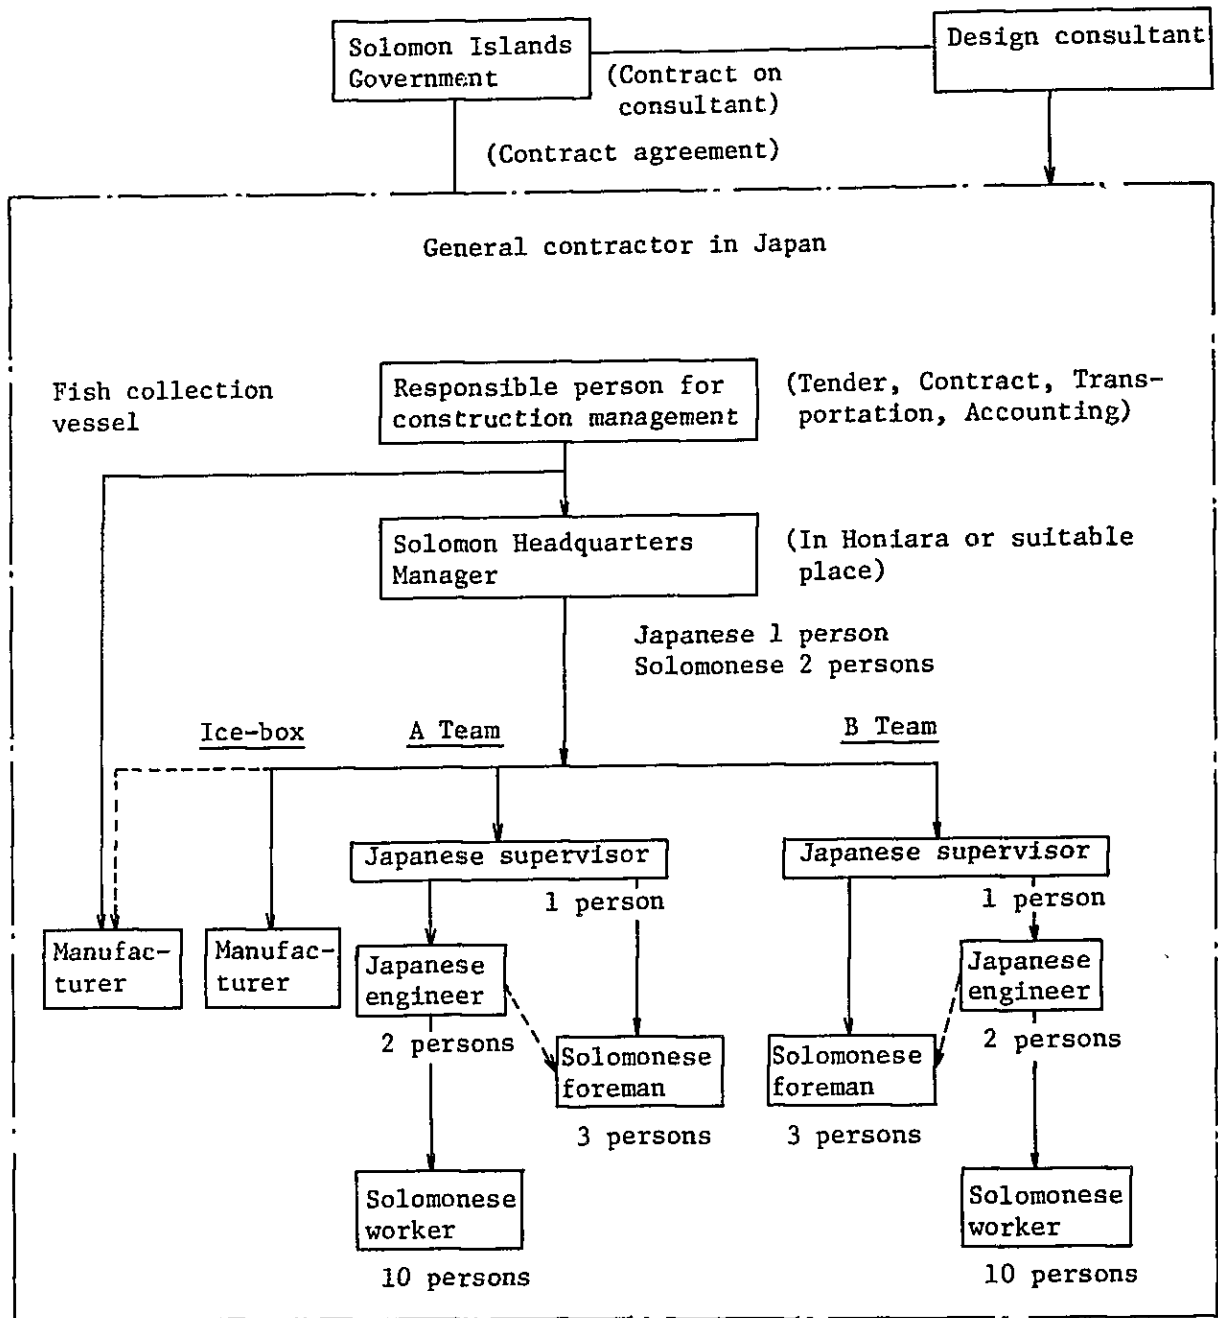 Solomon Islands
Government
Design consultant
(Contract on
consultant)
(Contract agreement)
General contractor in Japan
Fish collection
vessel
Responsible person for
construction management
(Tender, Contract, Trans-
portation, Accounting)
Solomon Headquarters
Manager
(In Honiara or suitable
place)
Japanese 1 person
Solomonese 2 persons
Ice-box
A Team
B Team
Japanese supervisor
Japanese supervisor
1 person
1 person
Manufac-
turer
Manufac-
turer
Japanese
engineer
Japanese
engineer
2 persons
2 persons
Solomonese
foreman
Solomonese
foreman
3 persons
3 persons
Solomonese
worker
Solomonese
worker
10 persons
10 persons